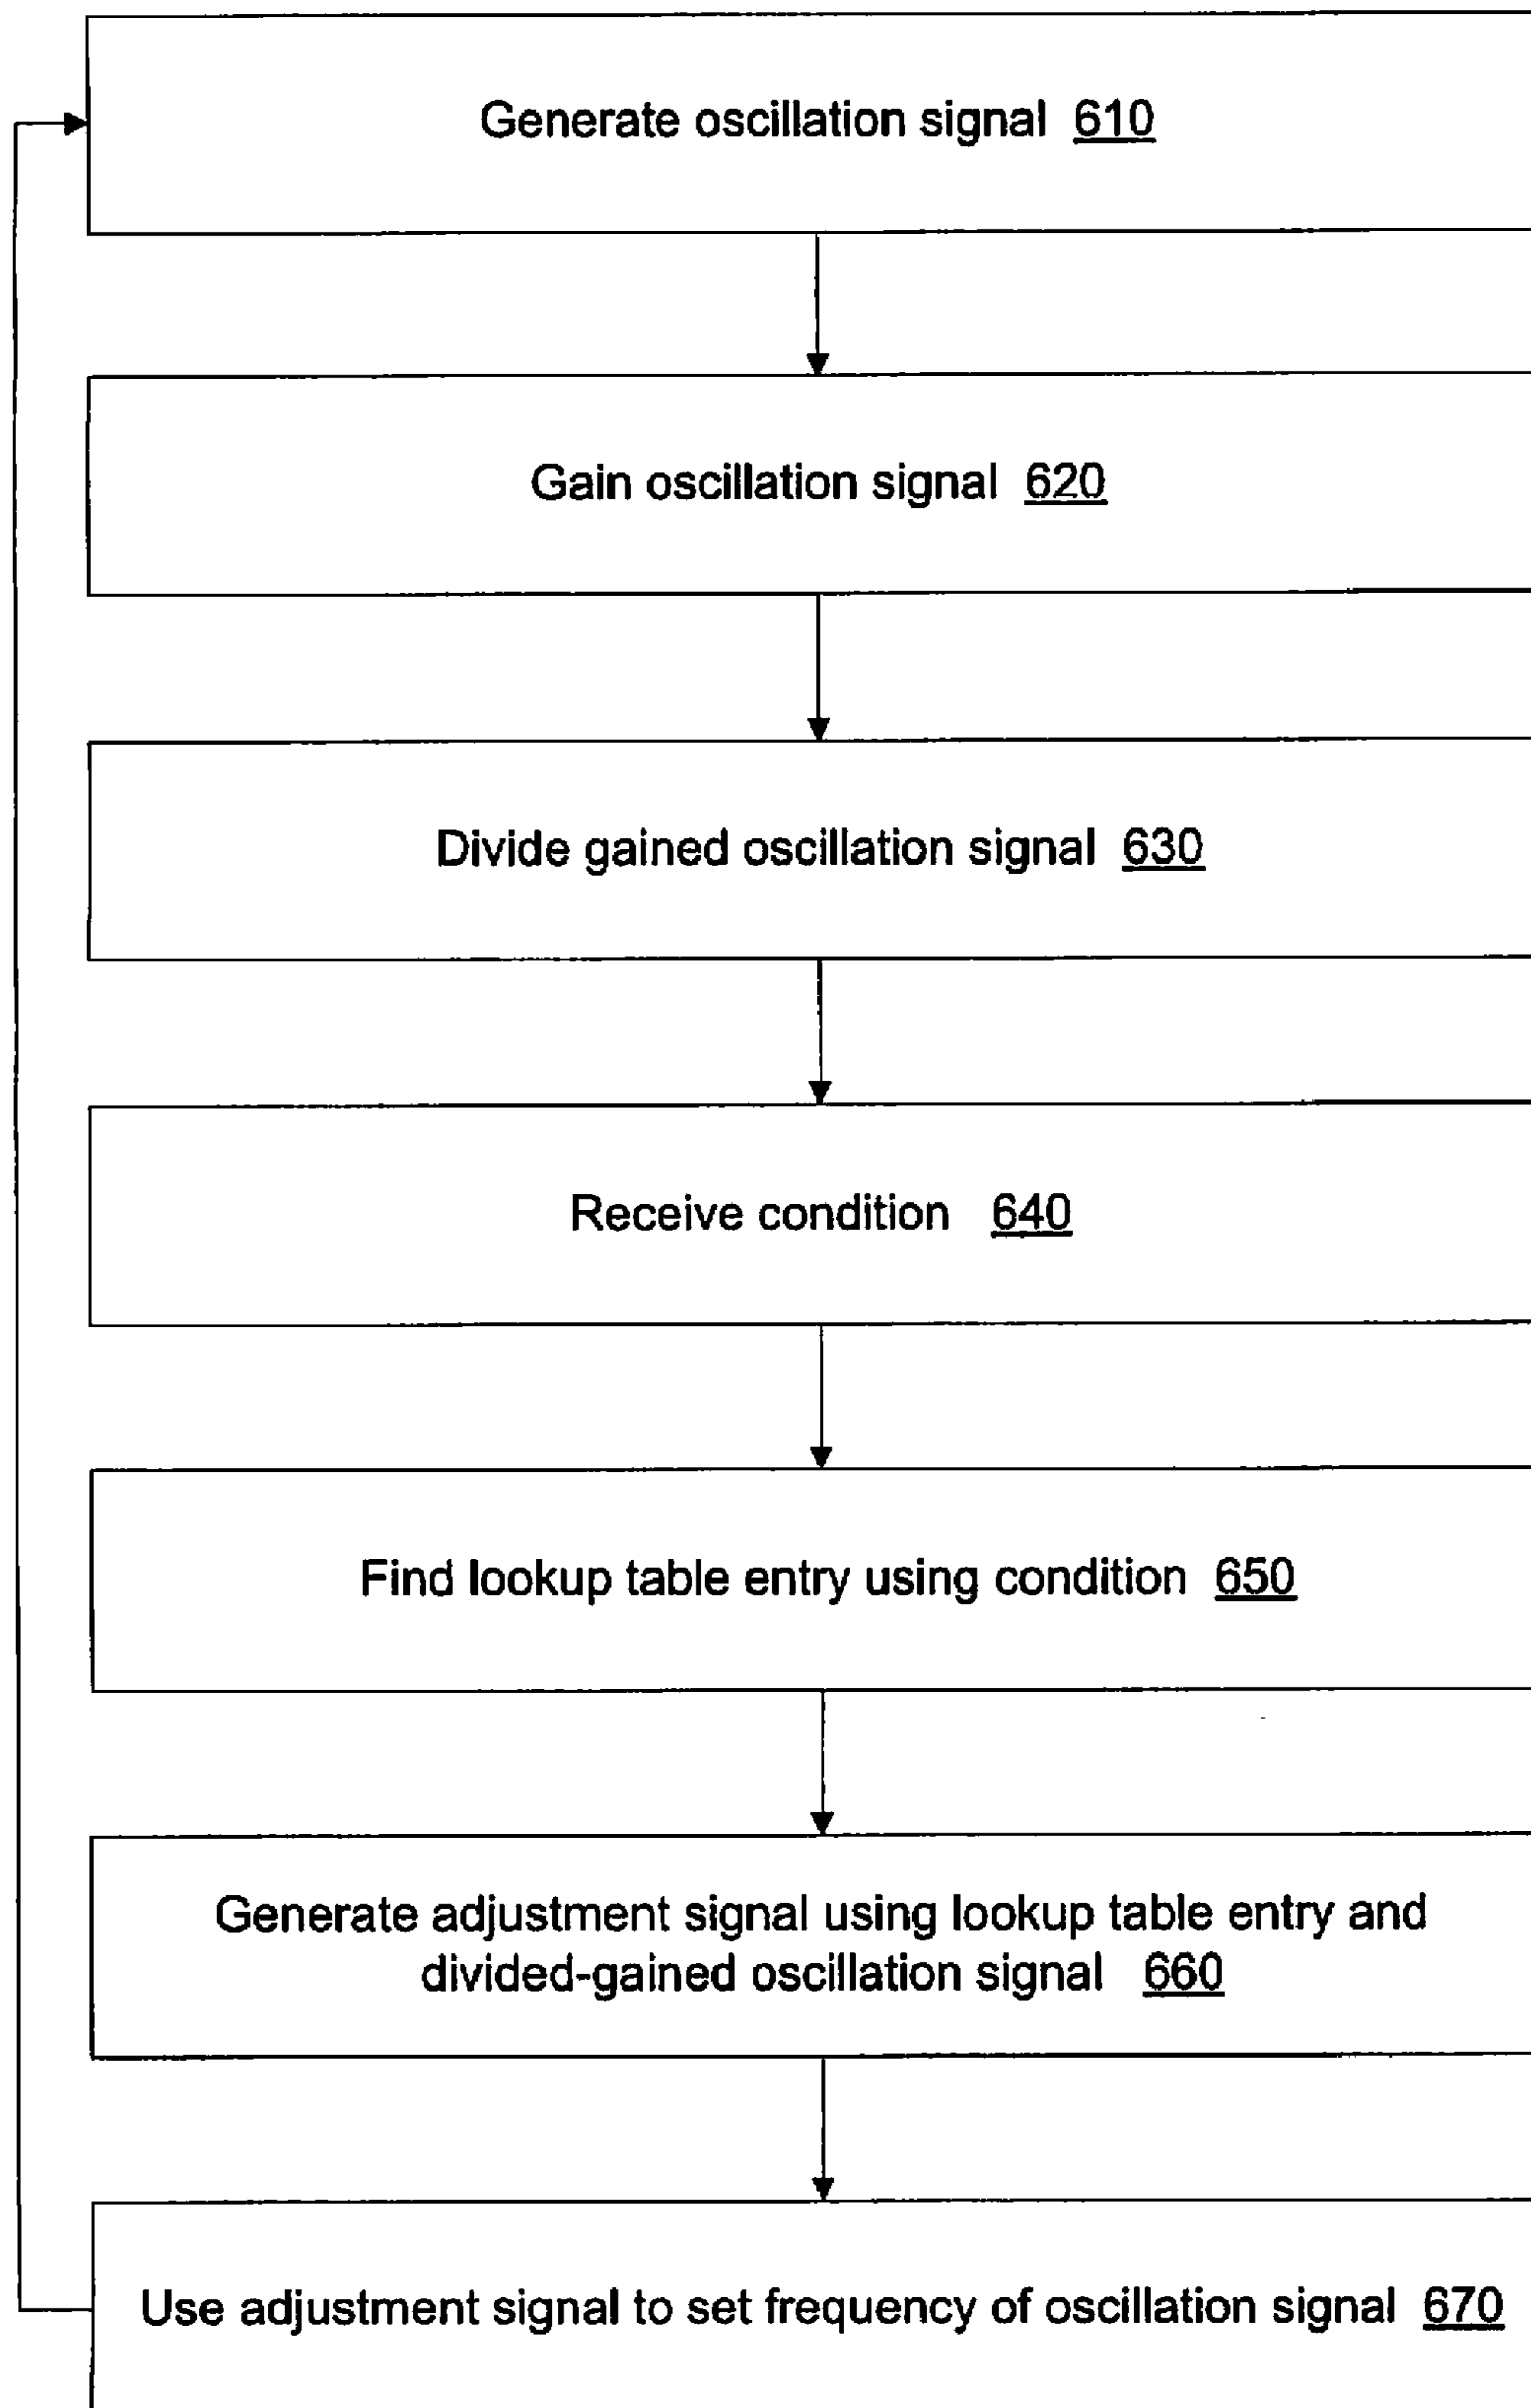 Generate oscillation signal 610
Gain oscillation signal 620
Divide gained oscillation signal 630
Receive condition 640
Find lookup table entry using condition 650
Generate adjustment signal using lookup table entry and
divided-gained oscillation signal 660
Use adjustment signal to set frequency of oscillation signal 670